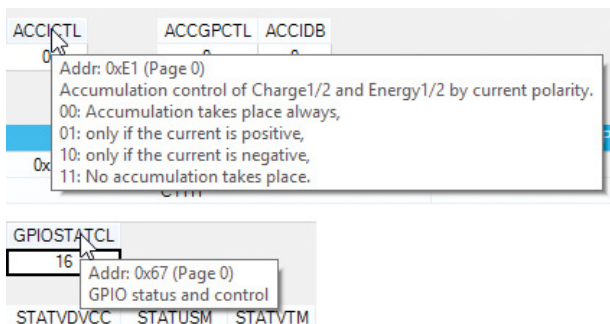 ACCICTL ACCGPCTL ACCIDB
Addr: 0xE1 (Page 0)
Accumulation control of Charge1/2 and Energy1/2 by current polarity.
00: Accumulation takes place always,
01: only if the current is positive,
10: only if the current is negative,
11: No accumulation takes place.
0x
GPIOSTATCL
16
Addr: 0x67 (Page 0)
GPIO status and control
STATVDVCC STATUSM STATVTM